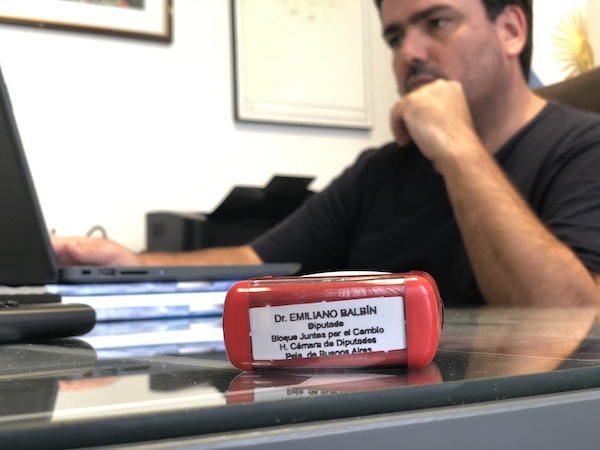 Dr. EMILIANO BALBÍN
Diputado
Bloque Juntos por el Cambio
H. Cámara de Diputados
Pcia. de Buenos Aires